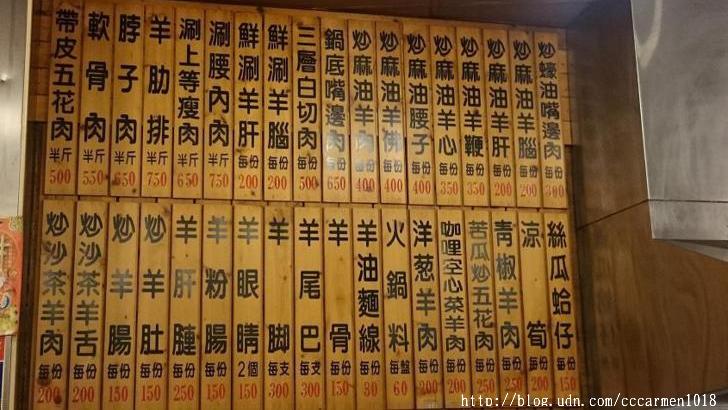 炒蠔油嘴邊肉 每份 300
炒麻油羊腦 每份 200
炒麻油羊肝 每份 200
炒麻油羊鞭 每份 350
炒麻油羊心 每份 350
炒麻油腰子 每份 400
炒麻油羊佛 每份 400
炒麻油羊肉 每份 400
鍋底嘴邊肉 每份 650
三層白切肉 每份 500
鮮涮羊腦 每份 200
鮮涮羊肝 每份 200
涮腰內肉 半斤 750
涮上等瘦肉 半斤 650
羊肋排 半斤 750
脖子肉 半斤 650
軟骨肉 半斤 550
帶皮五花肉 半斤 500
絲瓜蛤仔 每份 150
涼筍 每份 200
青椒羊肉 每份 250
苦瓜炒五花肉 每份 250
咖哩空心菜羊肉 每份 200
洋葱羊肉 每份 200
火鍋料 每盤 60
羊油麵線 每份 30
羊骨 每份 150
羊尾巴 每支 300
羊脚 每支 300
羊眼睛 2個 150
羊粉腸 每份 150
羊肝腱 每份 250
炒羊肚 每份 150
炒羊腸 每份 150
炒沙茶羊舌 每份 200
炒沙茶羊肉 每份 200
http://blog.udn.com/cccarmen1018